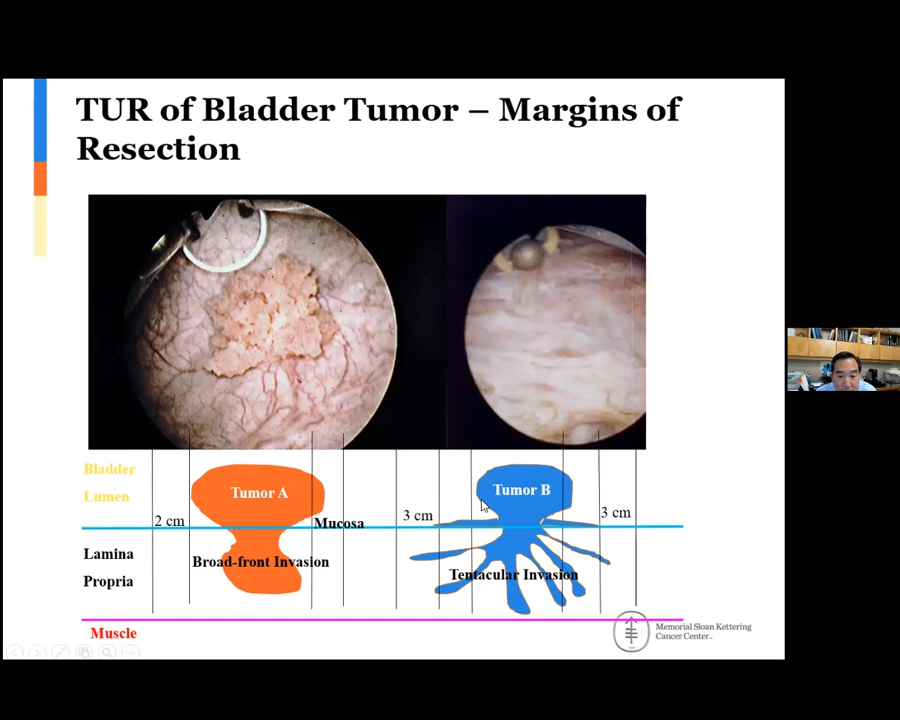 TUR of Bladder Tumor – Margins of
Resection
Bladder
Lumen
Tumor A
Tumor B
2 cm
Mucosa
3 cm
3 cm
Lamina
Propria
Broad-front Invasion
Tentacular Invasion
Muscle
Memorial Sloan Kettering
Cancer Center